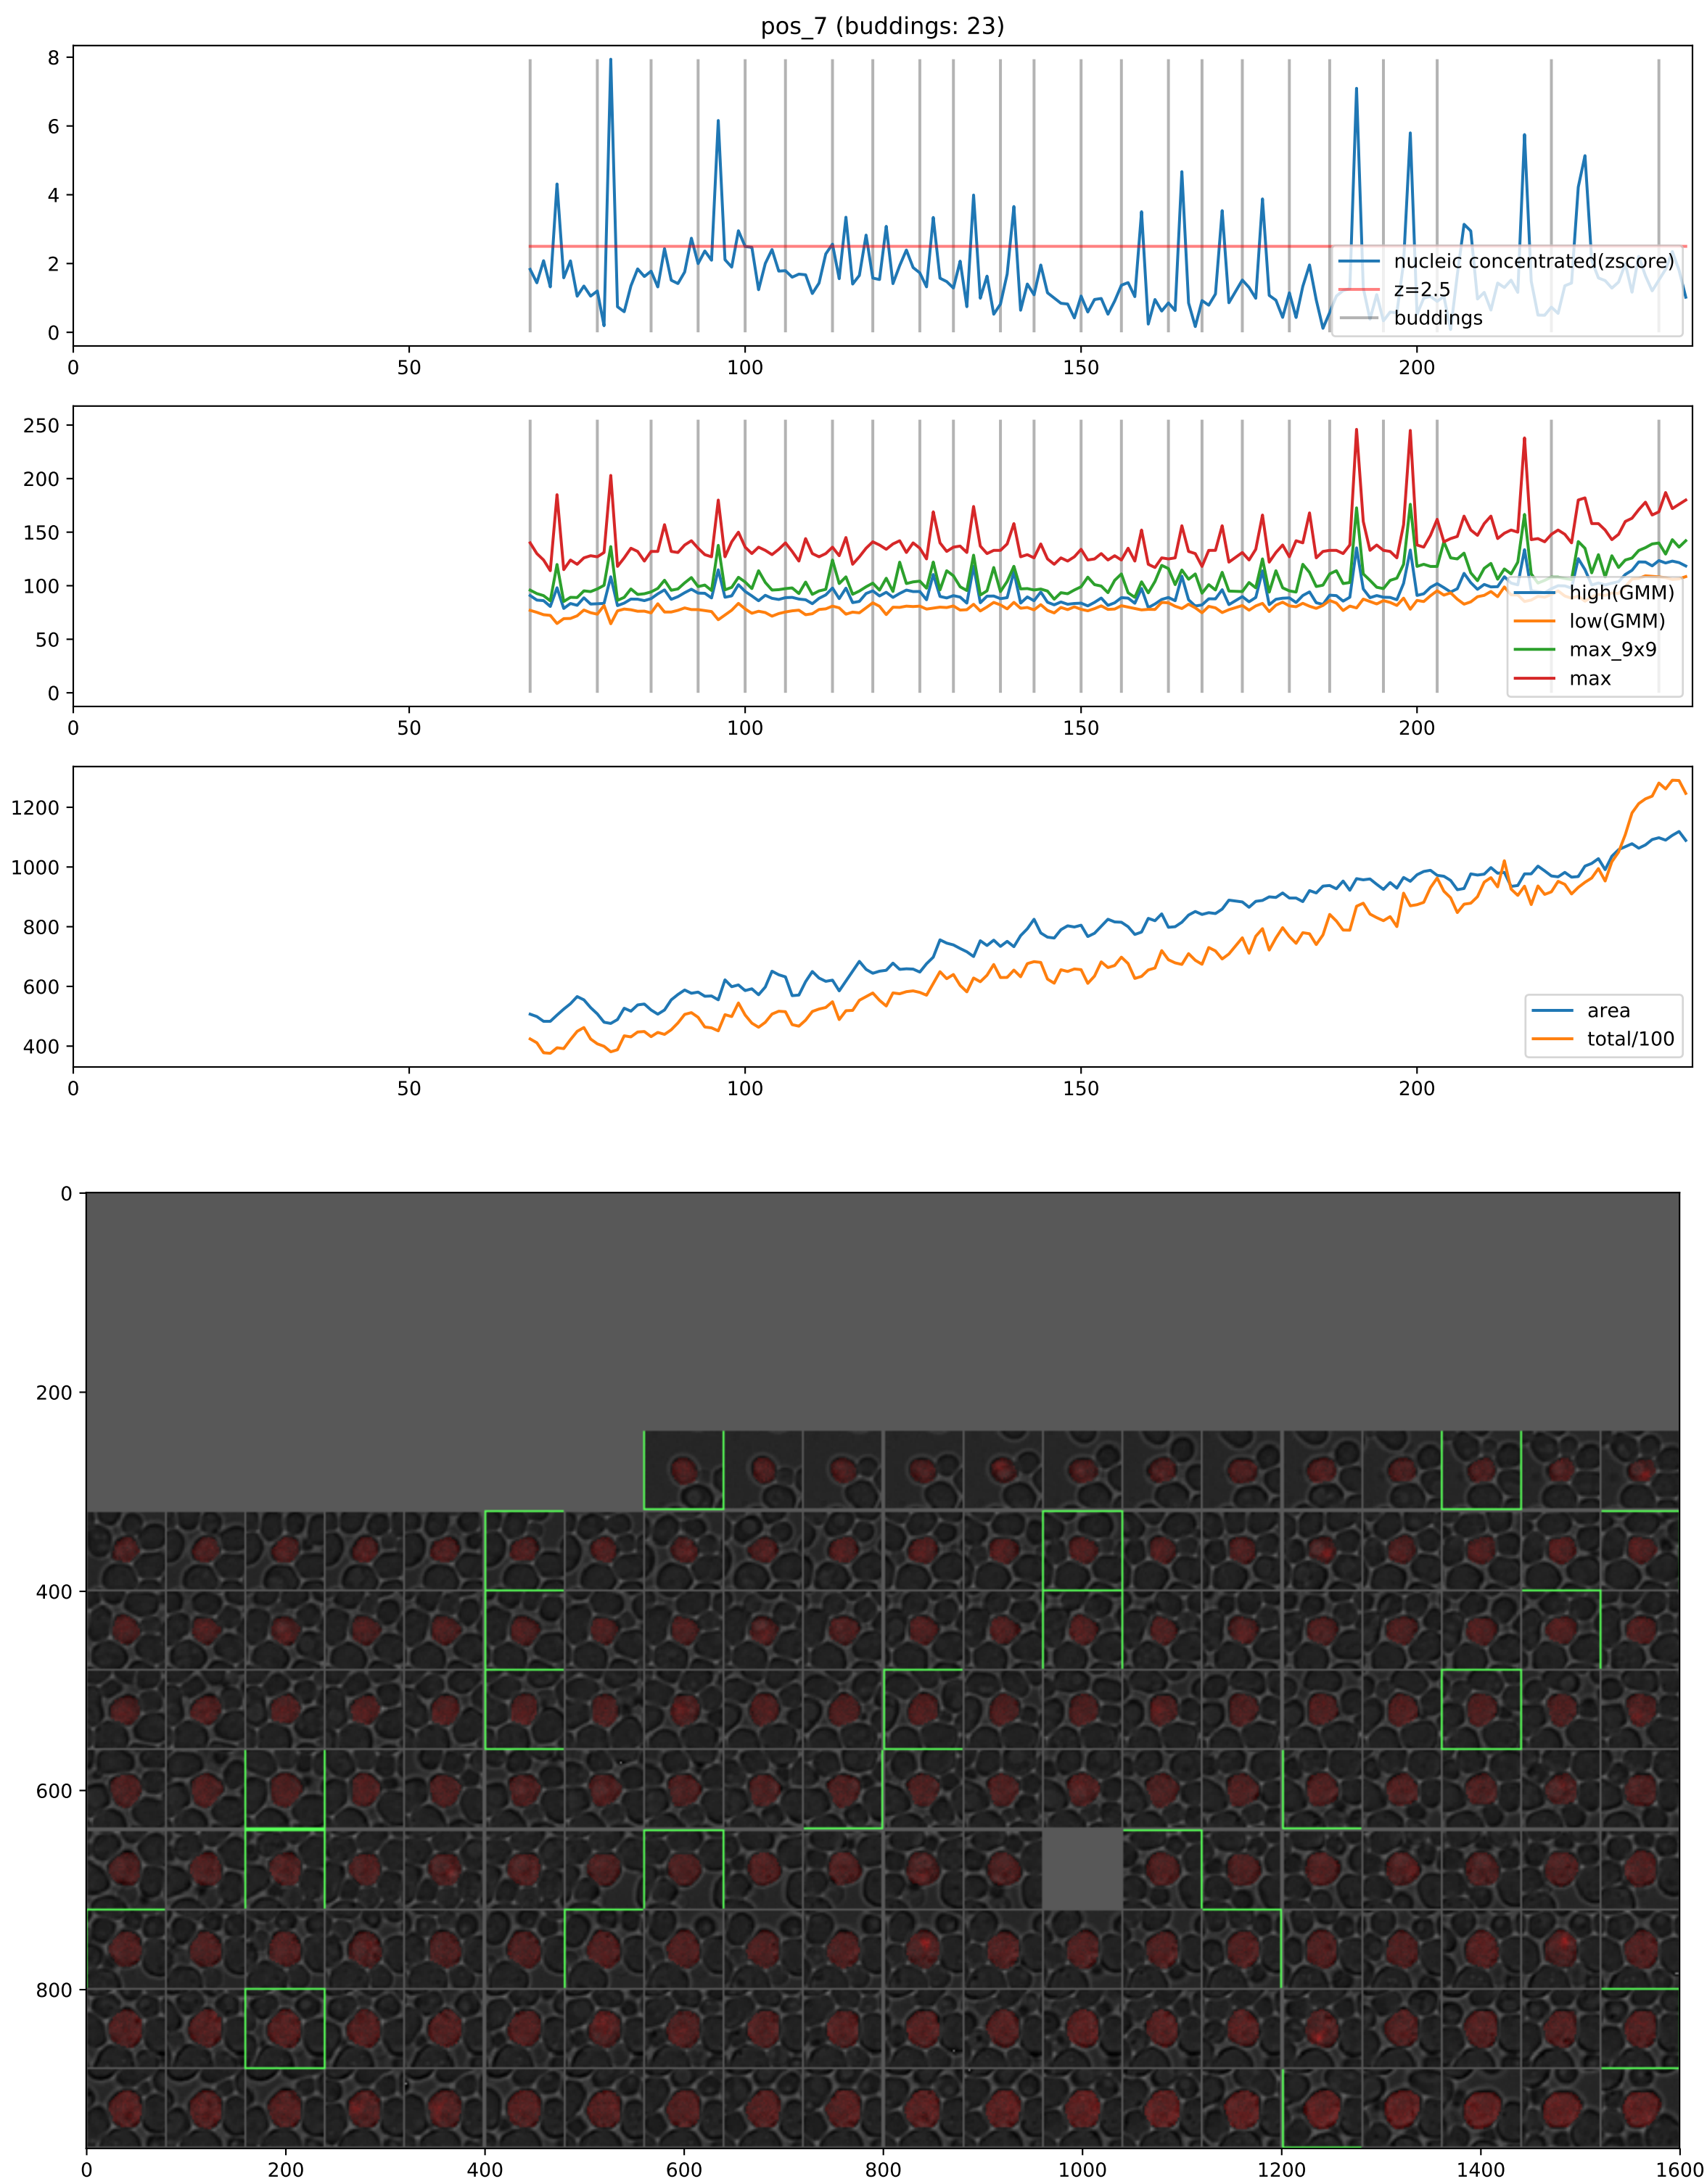 pos_7 (buddings: 23)
8
6
4
2
0
nucleic concentrated(zscore)
z=2.5
buddings
0 50 100 150 200
250
200
150
100
50
0
high(GMM)
low(GMM)
max_9x9
max
0 50 100 150 200
1200
1000
800
600
400
area
total/100
0 50 100 150 200
0
200
400
600
800
0 200 400 600 800 1000 1200 1400 1600